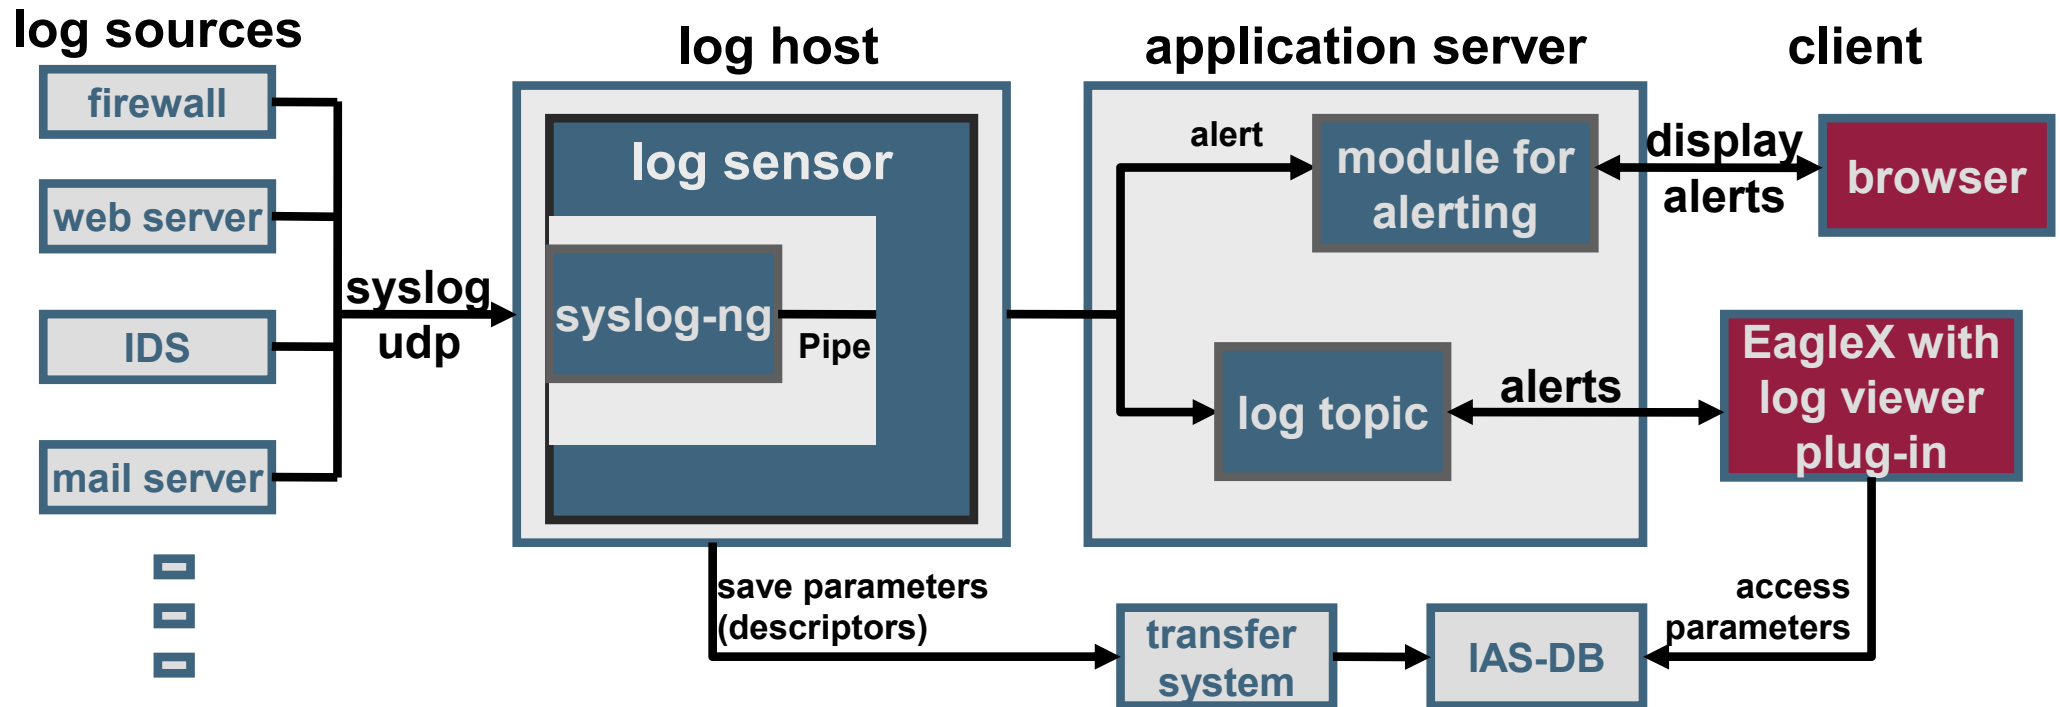 log sources
firewall
web server
IDS
mail server
syslog
udp
log host
log sensor
syslog-ng
Pipe
application server
alert
module for
alerting
log topic
client
display
alerts
browser
alerts
EagleX with
log viewer
plug-in
save parameters
(descriptors)
transfer
system
IAS-DB
access
parameters